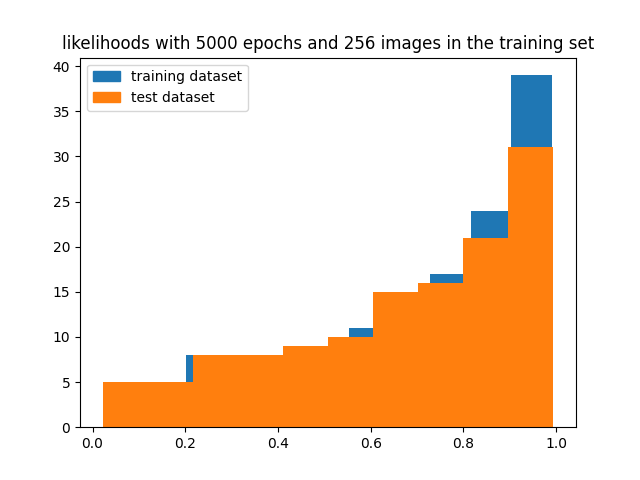 likelihoods with 5000 epochs and 256 images in the training set
training dataset
test dataset
40
35
30
25
20
15
10
5
0
0.0 0.2 0.4 0.6 0.8 1.0